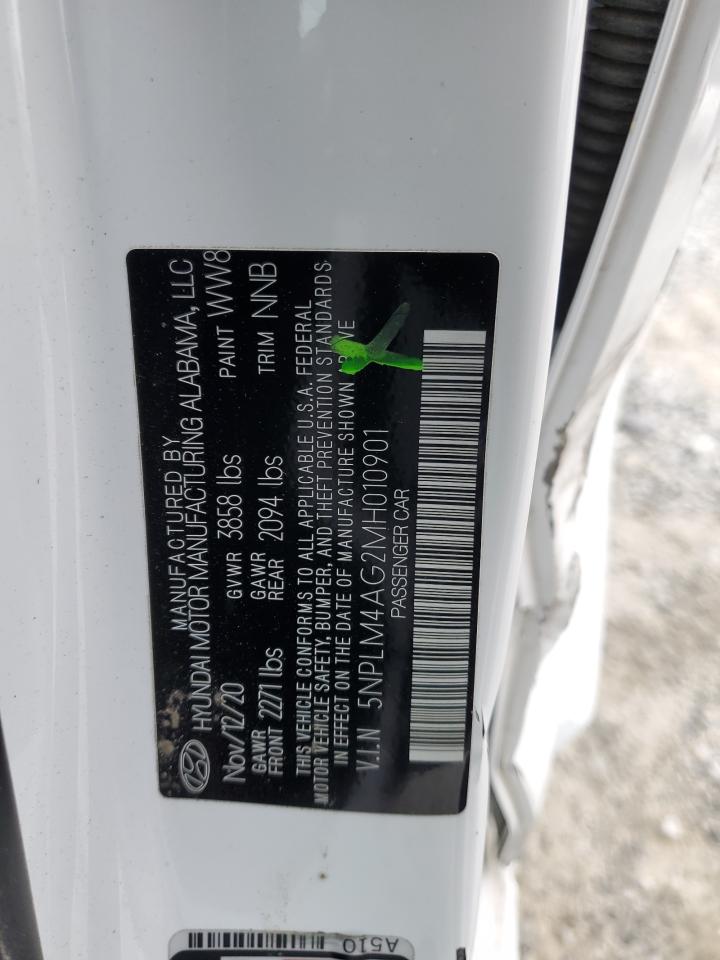 MANUFACTURED BY
HYUNDAI MOTOR MANUFACTURING ALABAMA, LLC
Nov/12/20 GVWR 3858 lbs PAINT WW8
GAWR FRONT 2271 lbs GAWR REAR 2094 lbs TRIM NNB
THIS VEHICLE CONFORMS TO ALL APPLICABLE U.S.A. FEDERAL
MOTOR VEHICLE SAFETY, BUMPER, AND THEFT PREVENTION STANDARDS
IN EFFECT ON THE DATE OF MANUFACTURE SHOWN
V.I.N 5NPLM4AG2MH010901
PASSENGER CAR
A510